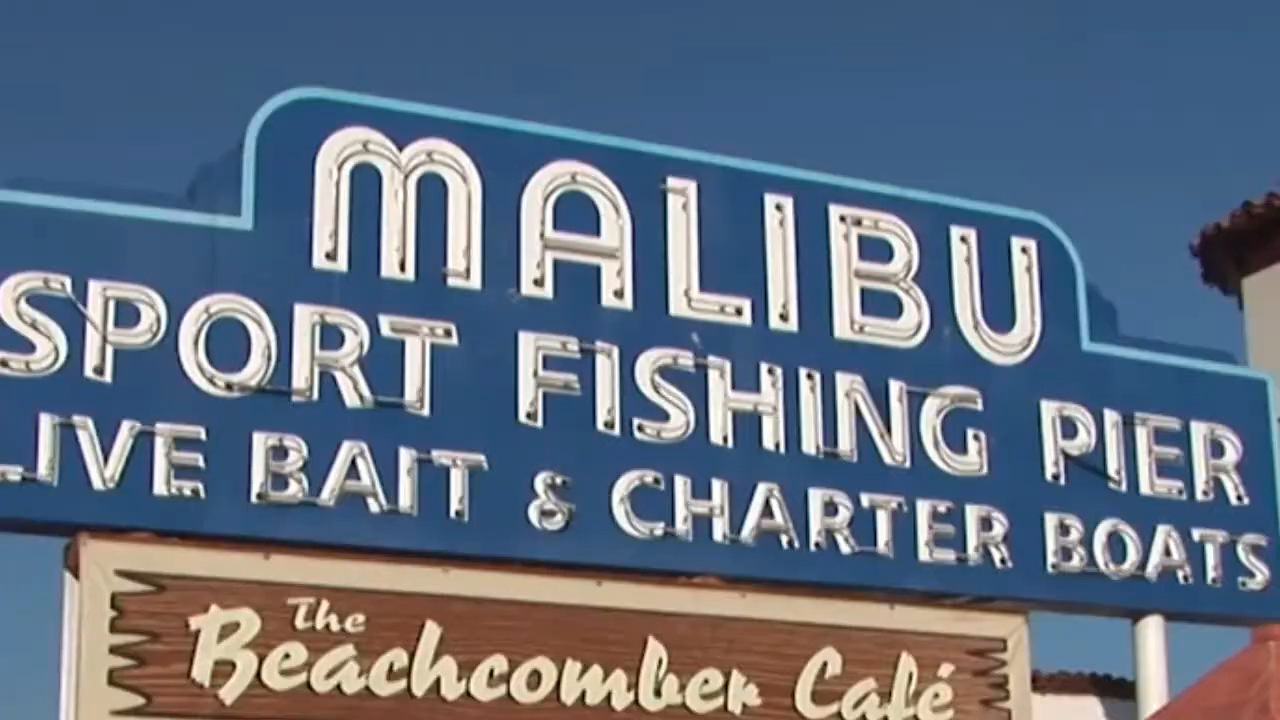 MALIBU
SPORT FISHING PIER
LIVE BAIT & CHARTER BOATS
The
Beachcomber Café